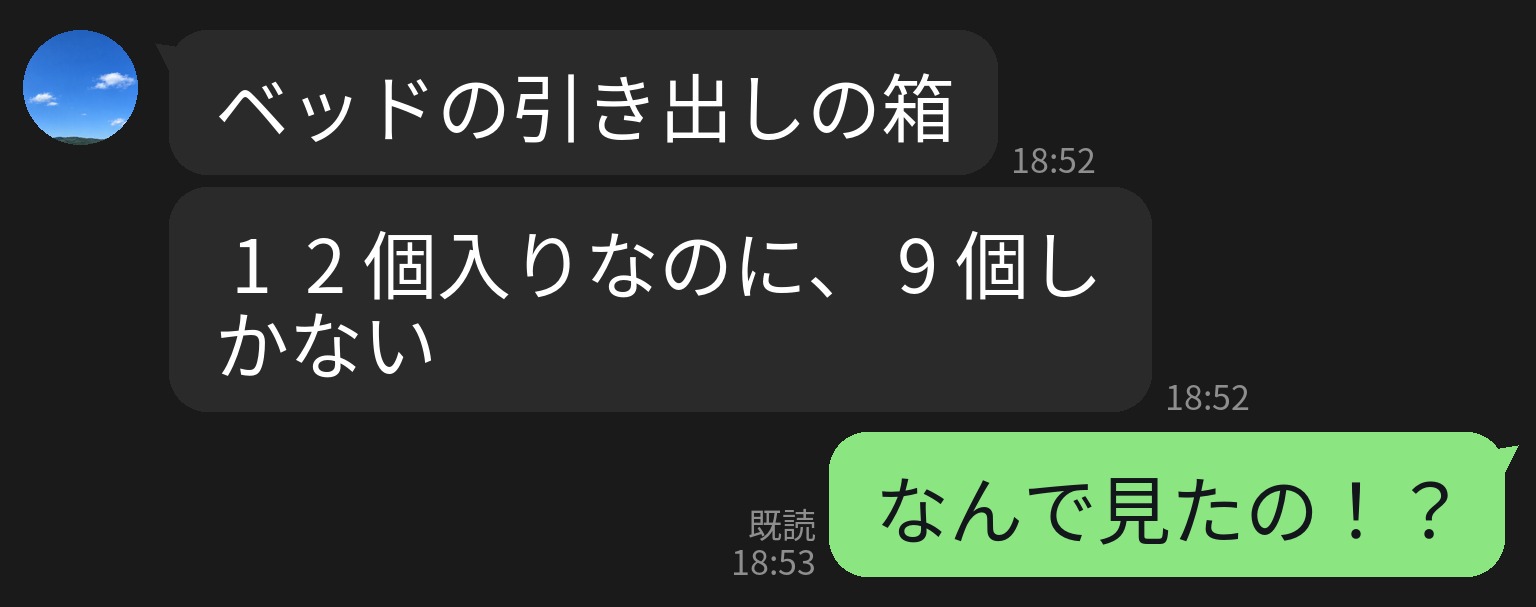 ベッドの引き出しの箱
18:52
１２個入りなのに、９個し
かない
18:52
なんで見たの！？
既読
18:53